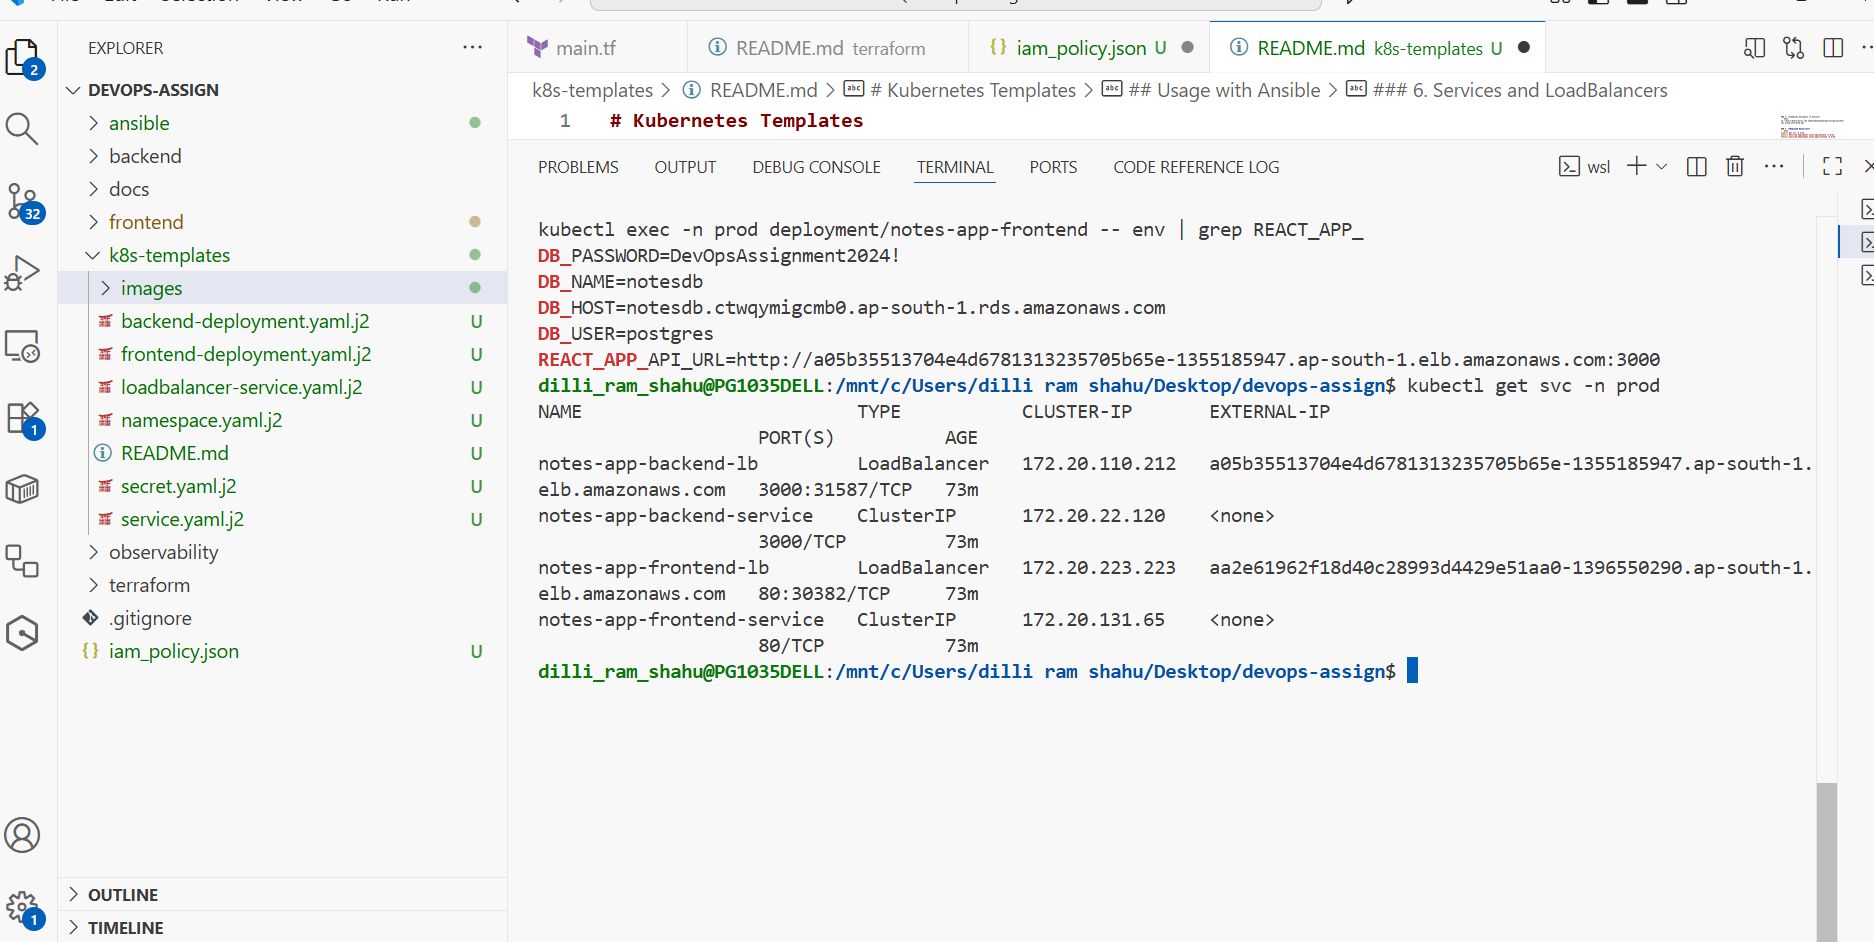 EXPLORER
main.tf
README.md terraform
iam_policy.json U
README.md k8s-templates U
k8s-templates > README.md > # Kubernetes Templates > ## Usage with Ansible > ### 6. Services and LoadBalancers
1 # Kubernetes Templates
DEVOPS-ASSIGN
ansible
backend
docs
frontend
k8s-templates
images
backend-deployment.yaml.j2 U
frontend-deployment.yaml.j2 U
loadbalancer-service.yaml.j2 U
namespace.yaml.j2 U
README.md U
secret.yaml.j2 U
service.yaml.j2 U
observability
terraform
.gitignore
iam_policy.json U
OUTLINE
TIMELINE
2
32
1
1
PROBLEMS OUTPUT DEBUG CONSOLE TERMINAL PORTS CODE REFERENCE LOG
wsl
kubectl exec -n prod deployment/notes-app-frontend -- env | grep REACT_APP_
DB_PASSWORD=DevOpsAssignment2024!
DB_NAME=notesdb
DB_HOST=notesdb.ctwqymigcmb0.ap-south-1.rds.amazonaws.com
DB_USER=postgres
REACT_APP_API_URL=http://a05b35513704e4d6781313235705b65e-1355185947.ap-south-1.elb.amazonaws.com:3000
dilli_ram_shahu@PG1035DELL:/mnt/c/Users/dilli ram shahu/Desktop/devops-assign$ kubectl get svc -n prod
NAME TYPE CLUSTER-IP EXTERNAL-IP
PORT(S) AGE
notes-app-backend-lb LoadBalancer 172.20.110.212 a05b35513704e4d6781313235705b65e-1355185947.ap-south-1.
elb.amazonaws.com 3000:31587/TCP 73m
notes-app-backend-service ClusterIP 172.20.22.120 <none>
3000/TCP 73m
notes-app-frontend-lb LoadBalancer 172.20.223.223 aa2e61962f18d40c28993d4429e51aa0-1396550290.ap-south-1.
elb.amazonaws.com 80:30382/TCP 73m
notes-app-frontend-service ClusterIP 172.20.131.65 <none>
80/TCP 73m
dilli_ram_shahu@PG1035DELL:/mnt/c/Users/dilli ram shahu/Desktop/devops-assign$